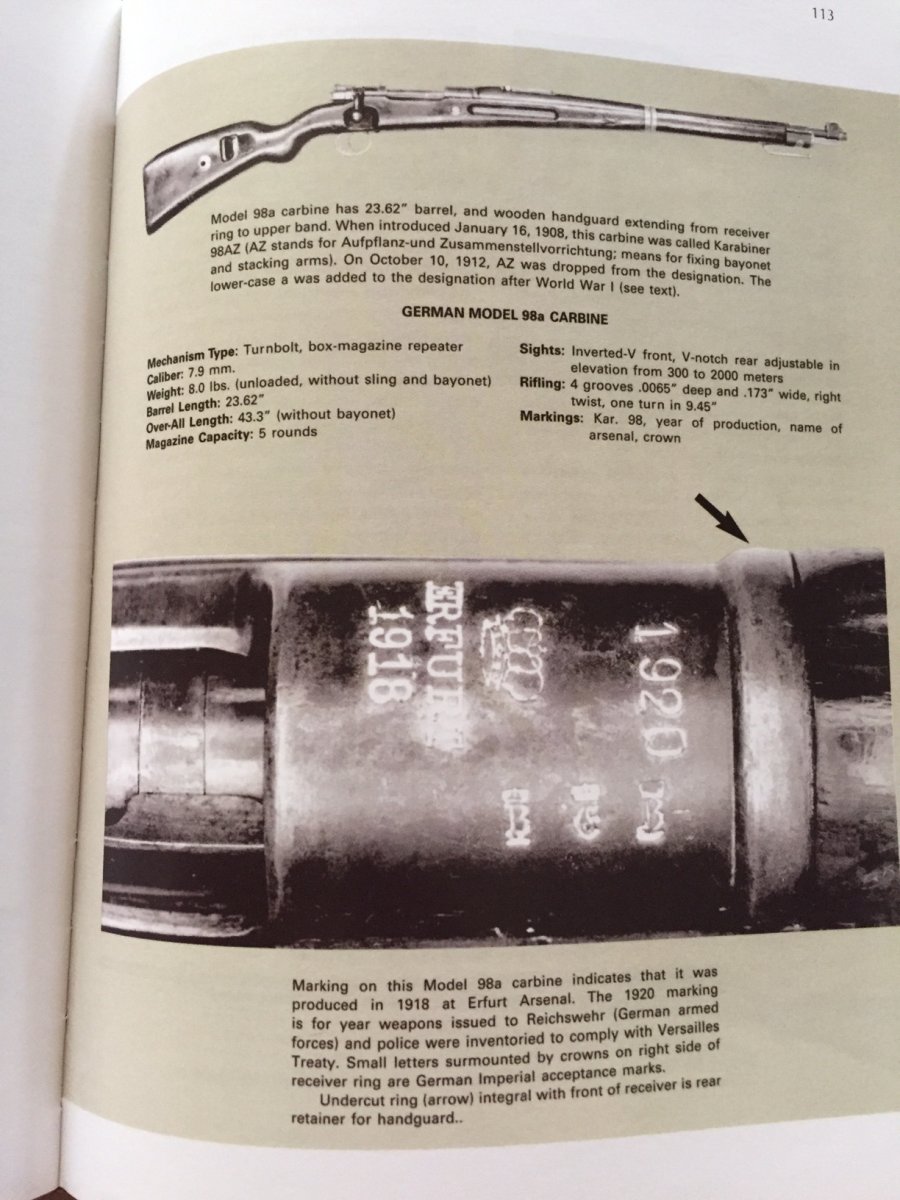 113
Model 98a carbine has 23.62" barrel, and wooden handguard extending from receiver
ring to upper band. When introduced January 16, 1908, this carbine was called Karabiner
98AZ (AZ stands for Aufpflanz-und Zusammenstellvorrichtung; means for fixing bayonet
and stacking arms). On October 10, 1912, AZ was dropped from the designation. The
lower-case a was added to the designation after World War I (see text).
GERMAN MODEL 98a CARBINE
Mechanism Type: Turnbolt, box-magazine repeater
Caliber: 7.9 mm.
Weight: 8.0 lbs. (unloaded, without sling and bayonet)
Barrel Length: 23.62"
Over-All Length: 43.3" (without bayonet)
Magazine Capacity: 5 rounds
Sights: Inverted-V front, V-notch rear adjustable in
elevation from 300 to 2000 meters
Rifling: 4 grooves .0065" deep and .173" wide, right
twist, one turn in 9.45"
Markings: Kar. 98, year of production, name of
arsenal, crown
ERFURT
1918
1920
Marking on this Model 98a carbine indicates that it was
produced in 1918 at Erfurt Arsenal. The 1920 marking
is for year weapons issued to Reichswehr (German armed
forces) and police were inventoried to comply with Versailles
Treaty. Small letters surmounted by crowns on right side of
receiver ring are German Imperial acceptance marks.
Undercut ring (arrow) integral with front of receiver is rear
retainer for handguard..